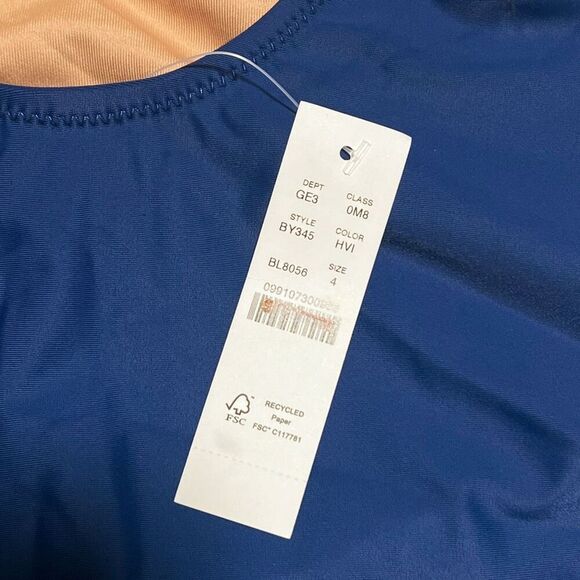 DEPT CLASS
GE3 0M8
STYLE COLOR
BY345 HVI
BL8056 SIZE
4
FSC
RECYCLED
Paper
FSC® C117781